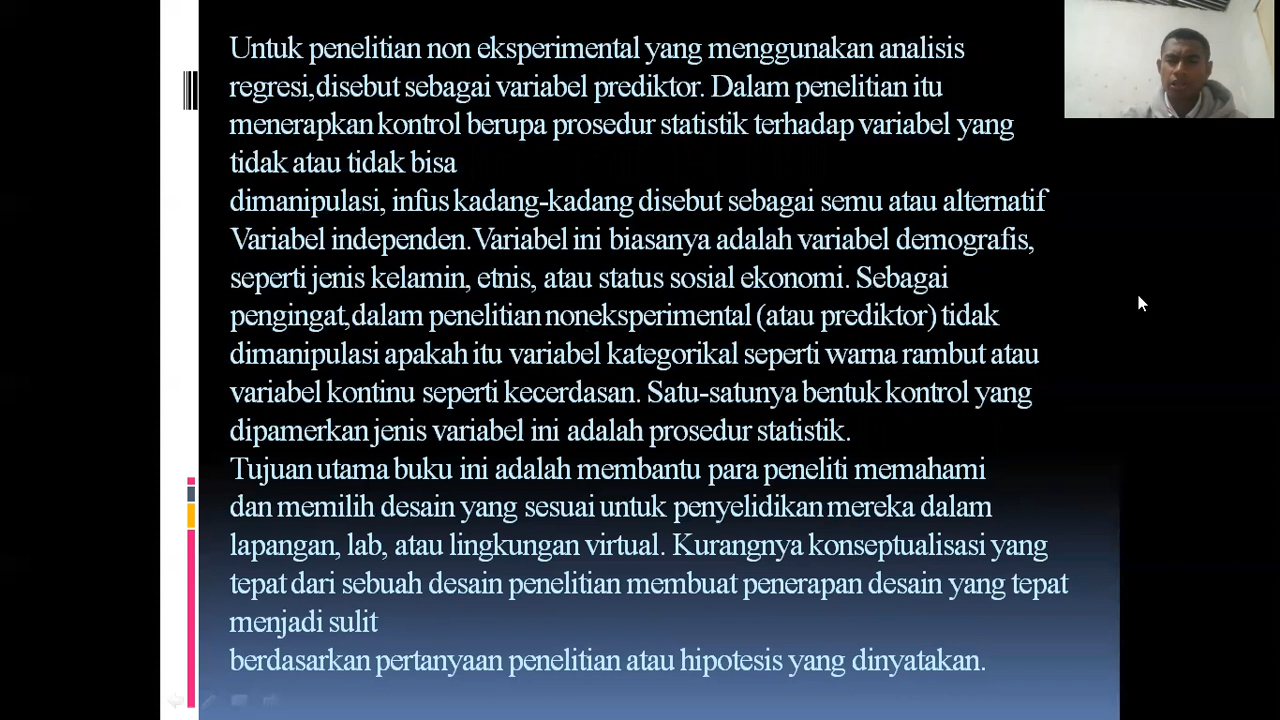 Untuk penelitian non eksperimental yang menggunakan analisis
regresi,disebut sebagai variabel prediktor. Dalam penelitian itu
menerapkan kontrol berupa prosedur statistik terhadap variabel yang
tidak atau tidak bisa
dimanipulasi, infus kadang-kadang disebut sebagai semu atau alternatif
Variabel independen.Variabel ini biasanya adalah variabel demografis,
seperti jenis kelamin, etnis, atau status sosial ekonomi. Sebagai
pengingat,dalam penelitian noneksperimental (atau prediktor) tidak
dimanipulasi apakah itu variabel kategorikal seperti warna rambut atau
variabel kontinu seperti kecerdasan. Satu-satunya bentuk kontrol yang
dipamerkan jenis variabel ini adalah prosedur statistik.
Tujuan utama buku ini adalah membantu para peneliti memahami
dan memilih desain yang sesuai untuk penyelidikan mereka dalam
lapangan, lab, atau lingkungan virtual. Kurangnya konseptualisasi yang
tepat dari sebuah desain penelitian membuat penerapan desain yang tepat
menjadi sulit
berdasarkan pertanyaan penelitian atau hipotesis yang dinyatakan.